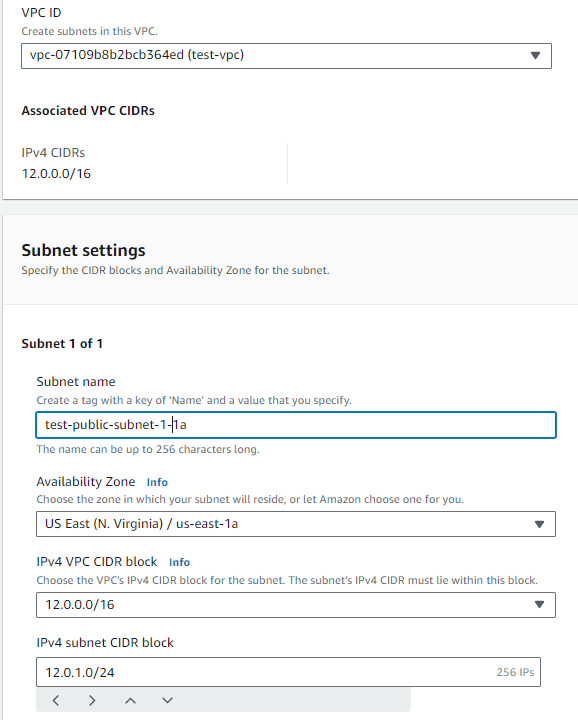 VPC ID
Create subnets in this VPC.
vpc-07109b8b2bcb364ed (test-vpc)
Associated VPC CIDRs
IPv4 CIDRs
12.0.0.0/16
Subnet settings
Specify the CIDR blocks and Availability Zone for the subnet.
Subnet 1 of 1
Subnet name
Create a tag with a key of 'Name' and a value that you specify.
test-public-subnet-1-1a
The name can be up to 256 characters long.
Availability Zone Info
Choose the zone in which your subnet will reside, or let Amazon choose one for you.
US East (N. Virginia) / us-east-1a
IPv4 VPC CIDR block Info
Choose the VPC's IPv4 CIDR block for the subnet. The subnet's IPv4 CIDR must lie within this block.
12.0.0.0/16
IPv4 subnet CIDR block
12.0.1.0/24 256 IPs